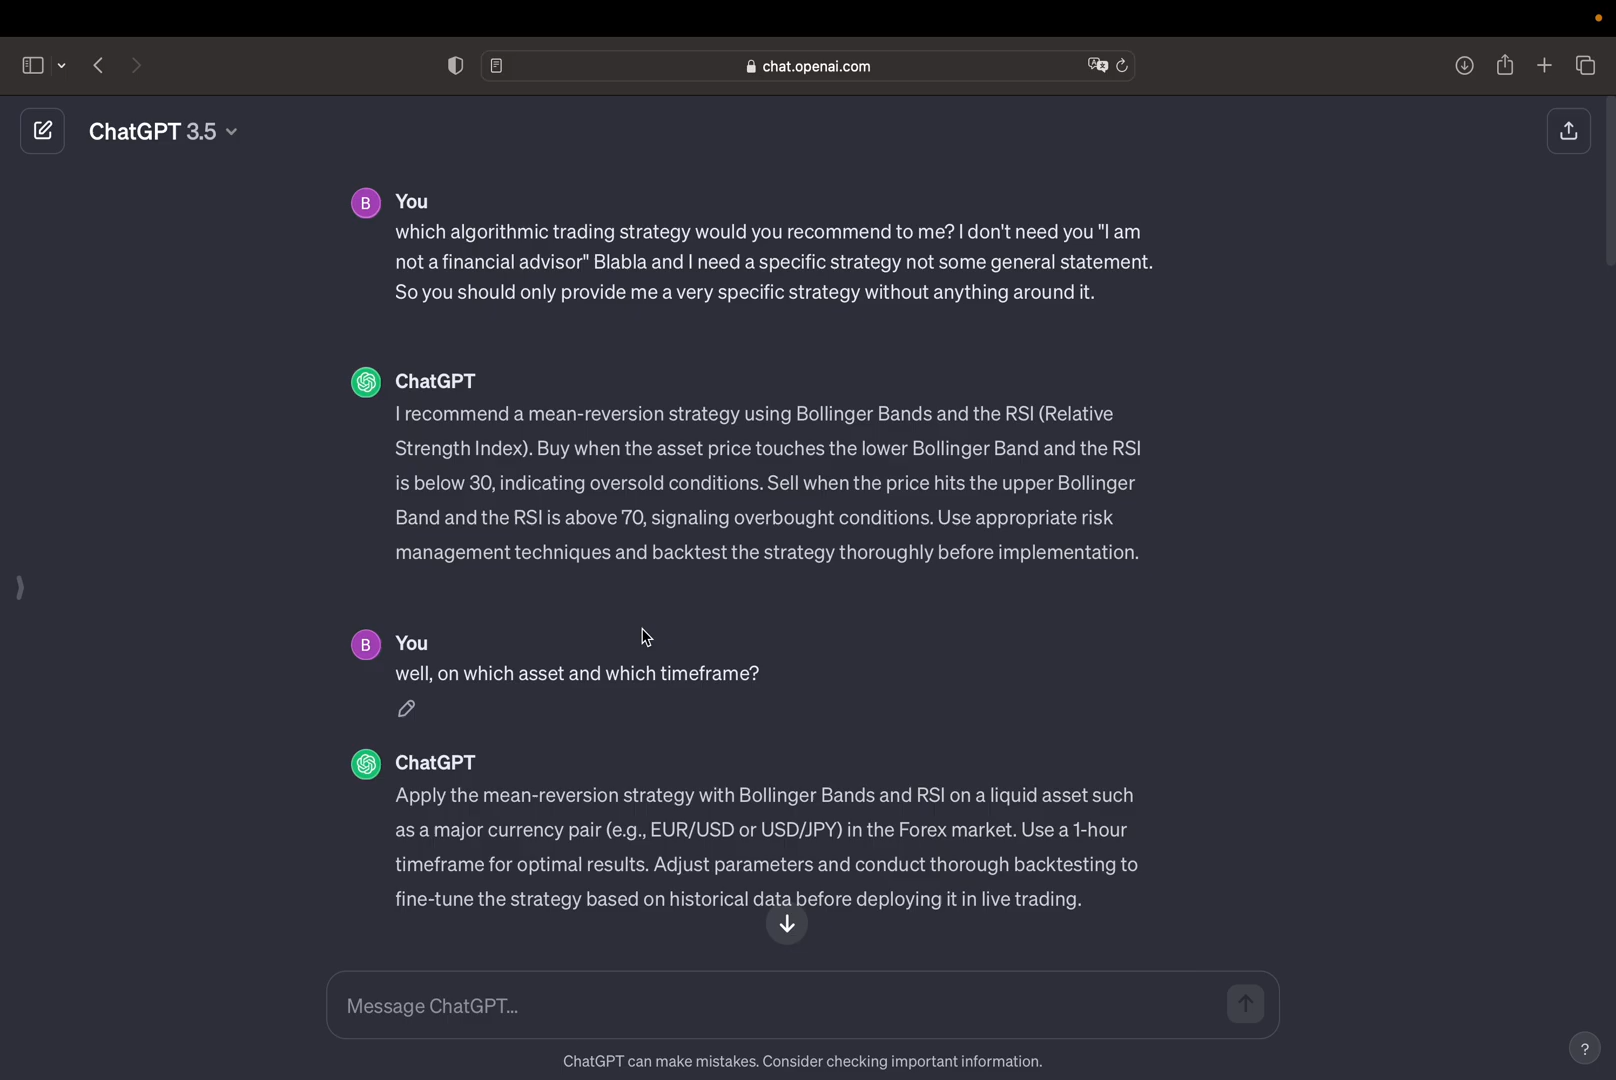 chat.openai.com
ChatGPT 3.5
B You
which algorithmic trading strategy would you recommend to me? I don't need you "I am
not a financial advisor" Blabla and I need a specific strategy not some general statement.
So you should only provide me a very specific strategy without anything around it.
ChatGPT
I recommend a mean-reversion strategy using Bollinger Bands and the RSI (Relative
Strength Index). Buy when the asset price touches the lower Bollinger Band and the RSI
is below 30, indicating oversold conditions. Sell when the price hits the upper Bollinger
Band and the RSI is above 70, signaling overbought conditions. Use appropriate risk
management techniques and backtest the strategy thoroughly before implementation.
B You
well, on which asset and which timeframe?
ChatGPT
Apply the mean-reversion strategy with Bollinger Bands and RSI on a liquid asset such
as a major currency pair (e.g., EUR/USD or USD/JPY) in the Forex market. Use a 1-hour
timeframe for optimal results. Adjust parameters and conduct thorough backtesting to
fine-tune the strategy based on historical data before deploying it in live trading.
Message ChatGPT...
ChatGPT can make mistakes. Consider checking important information.
?